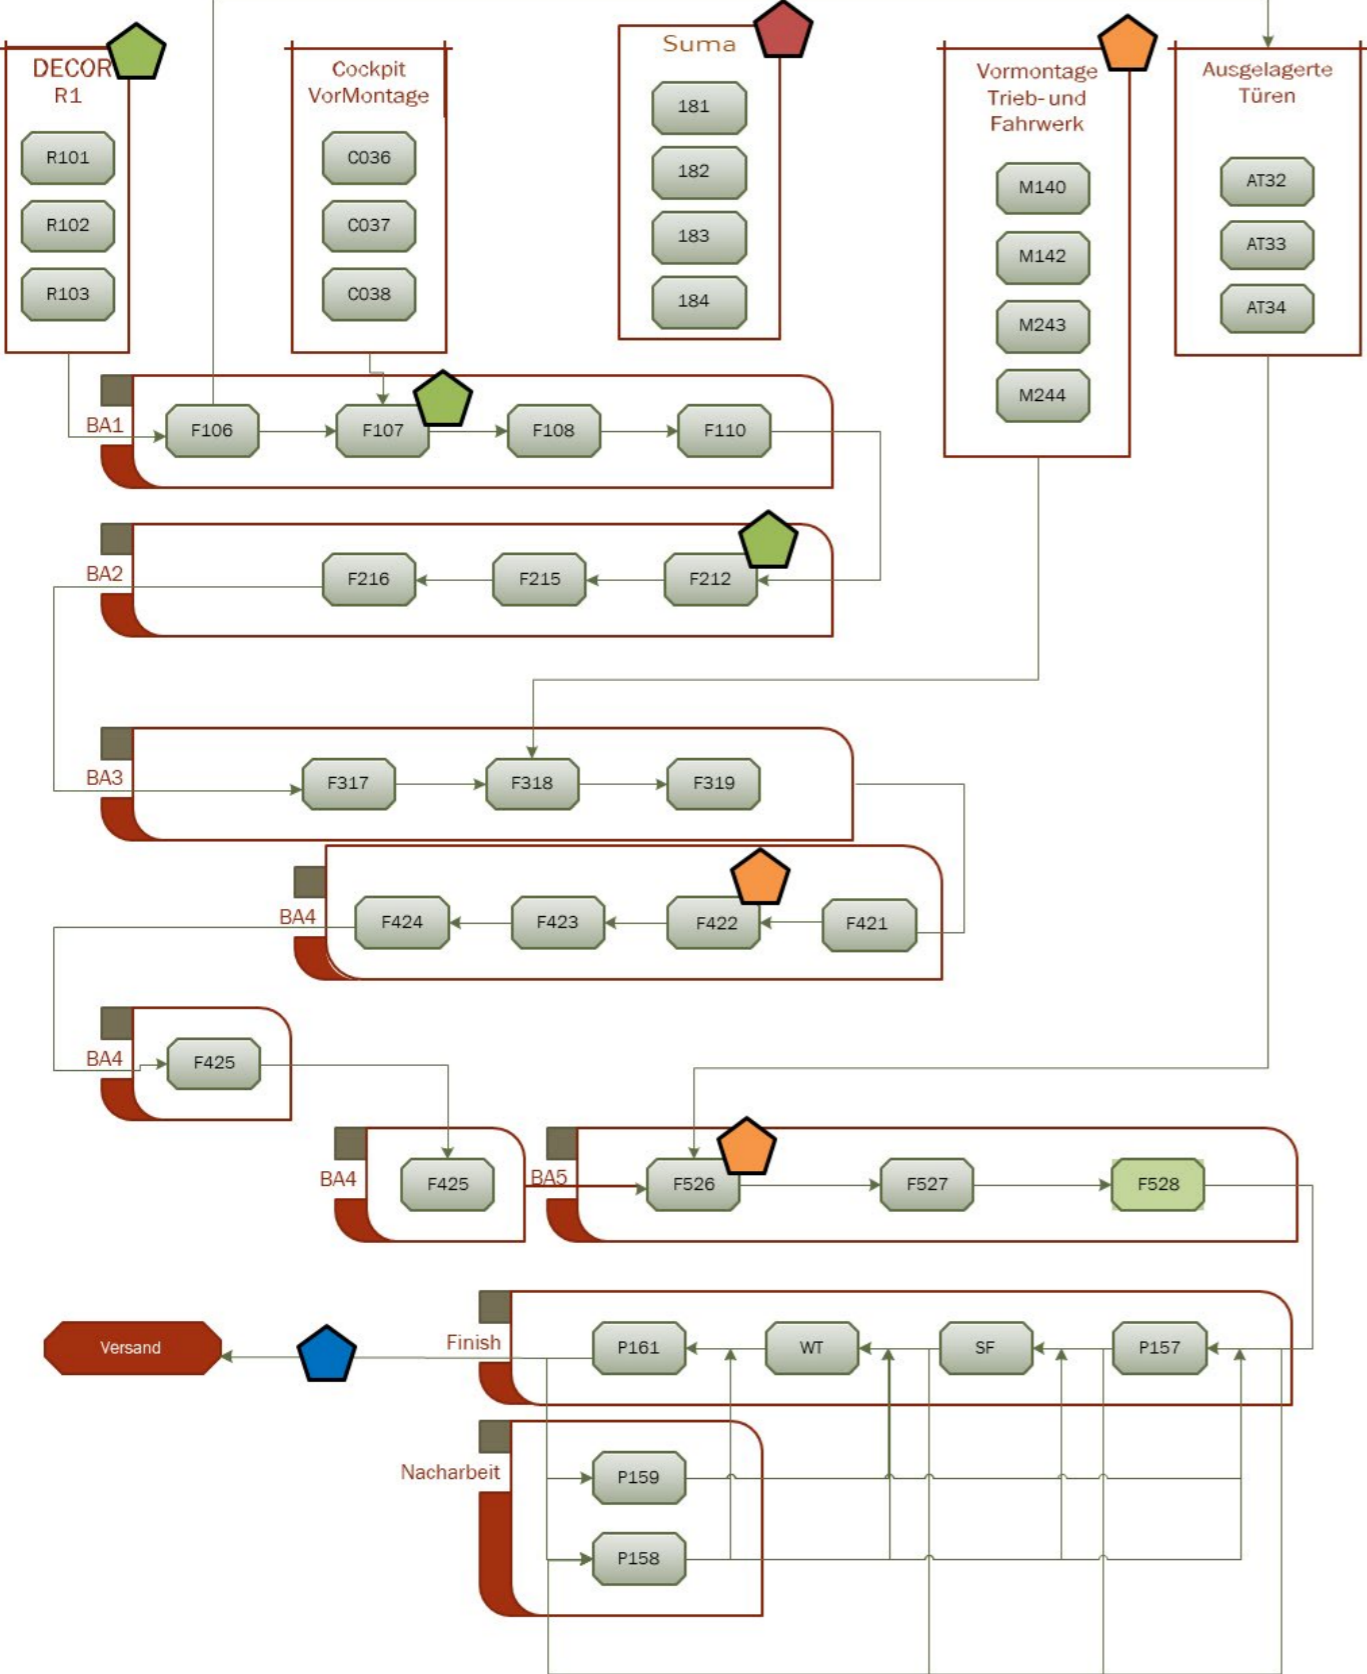 DECOR
R1
R101
R102
R103
Cockpit
VorMontage
C036
C037
C038
Suma
181
182
183
184
Vormontage
Trieb- und
Fahrwerk
M140
M142
M243
M244
Ausgelagerte
Türen
AT32
AT33
AT34
BA1
F106
F107
F108
F110
BA2
F216
F215
F212
BA3
F317
F318
F319
BA4
F424
F423
F422
F421
BA4
F425
BA4
F425
BA5
F526
F527
F528
Versand
Finish
P161
WT
SF
P157
Nacharbeit
P159
P158